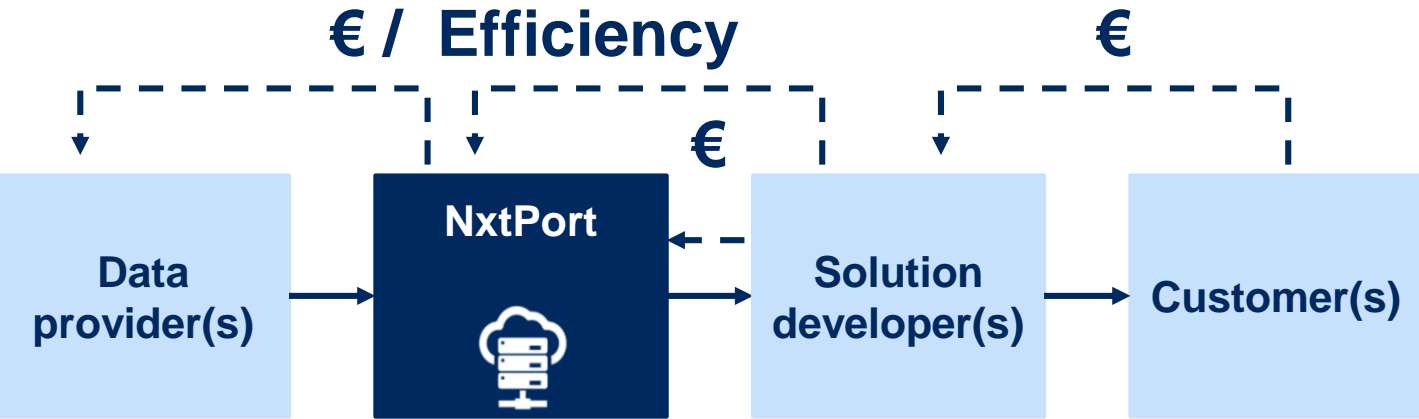 € / Efficiency
€
€
NxtPort
Data
provider(s)
Solution
developer(s)
Customer(s)